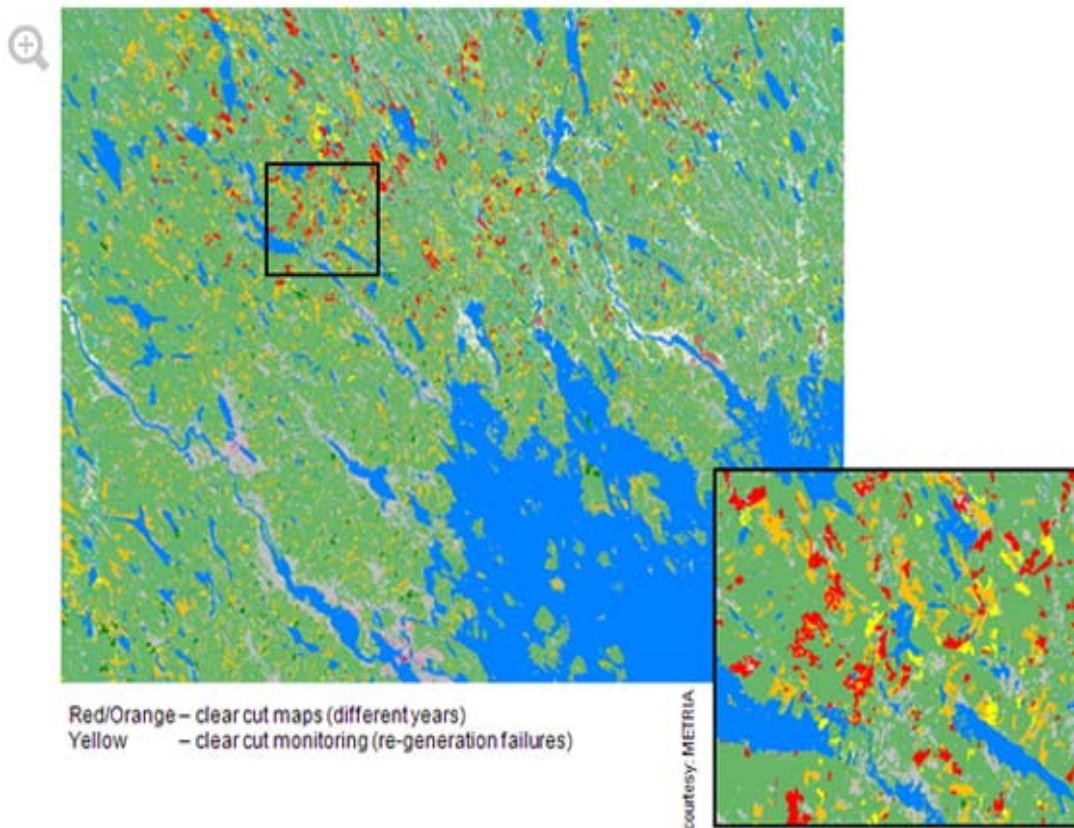 Red/Orange – clear cut maps (different years)
Yellow – clear cut monitoring (re-generation failures)
courtesy: METRIA